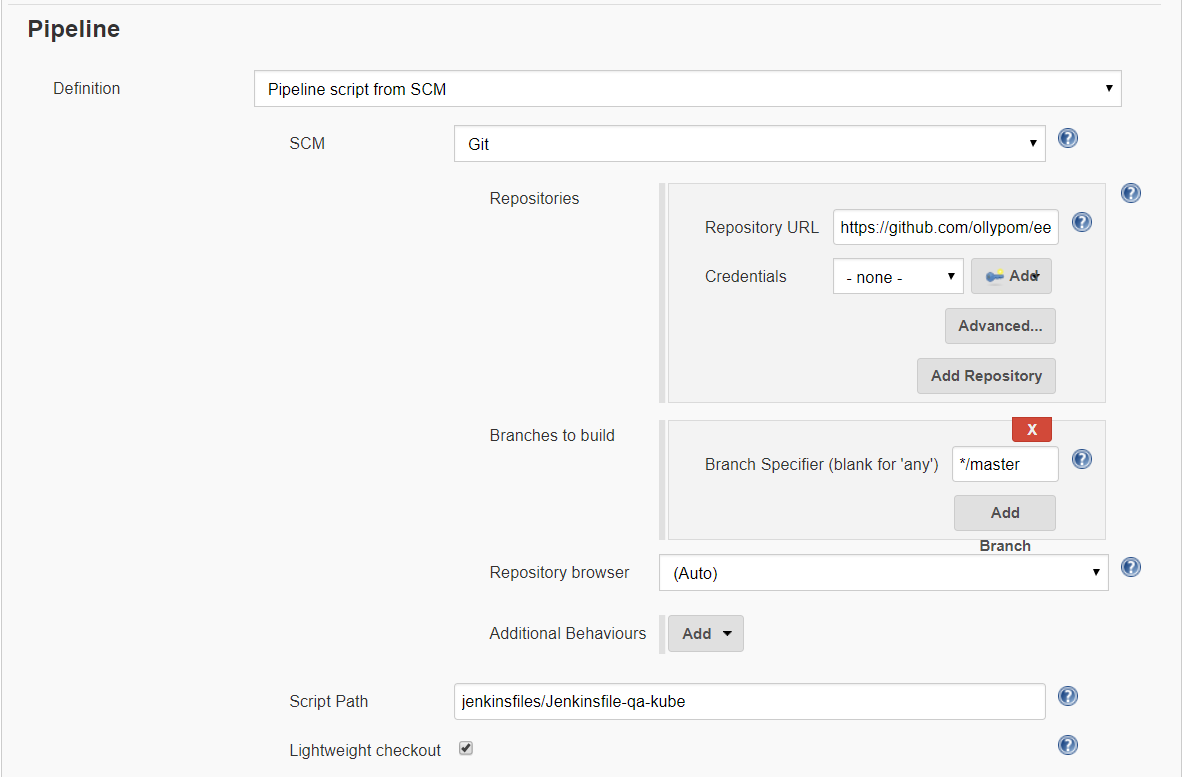 Pipeline
Definition
Pipeline script from SCM
SCM
Git
Repositories
Repository URL
https://github.com/ollypom/ee
Credentials
- none -
Add
Advanced...
Add Repository
Branches to build
X
Branch Specifier (blank for 'any')
*/master
Add
Branch
Repository browser
(Auto)
Additional Behaviours
Add
Script Path
jenkinsfiles/Jenkinsfile-qa-kube
Lightweight checkout